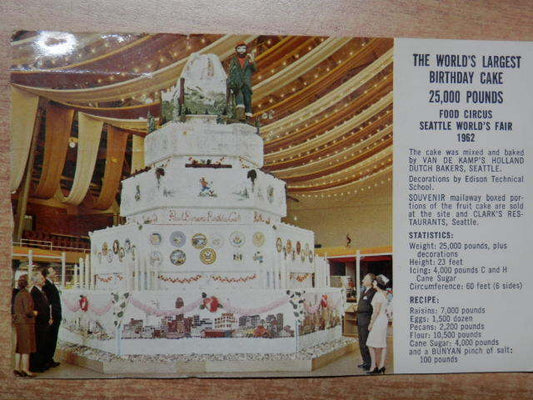 THE WORLD'S LARGEST
BIRTHDAY CAKE
25,000 POUNDS
FOOD CIRCUS
SEATTLE WORLD'S FAIR
1962
The cake was mixed and baked
by VAN DE KAMP'S HOLLAND
DUTCH BAKERS, Seattle.
Decorations by Edison Technical
School.
SOUVENIR mailaway boxed por-
tions of the fruit cake are sold
at the site and CLARK'S RES-
TAURANTS, Seattle.
STATISTICS:
Weight: 25,000 pounds, plus
decorations
Height: 23 feet
Icing: 4,000 pounds C and H
Cane Sugar
Circumference: 60 feet (6 sides)
RECIPE:
Raisins: 7,000 pounds
Eggs: 1,500 dozen
Pecans: 2,200 pounds
Flour: 10,500 pounds
Cane Sugar: 4,000 pounds
and a BUNYAN pinch of salt:
100 pounds